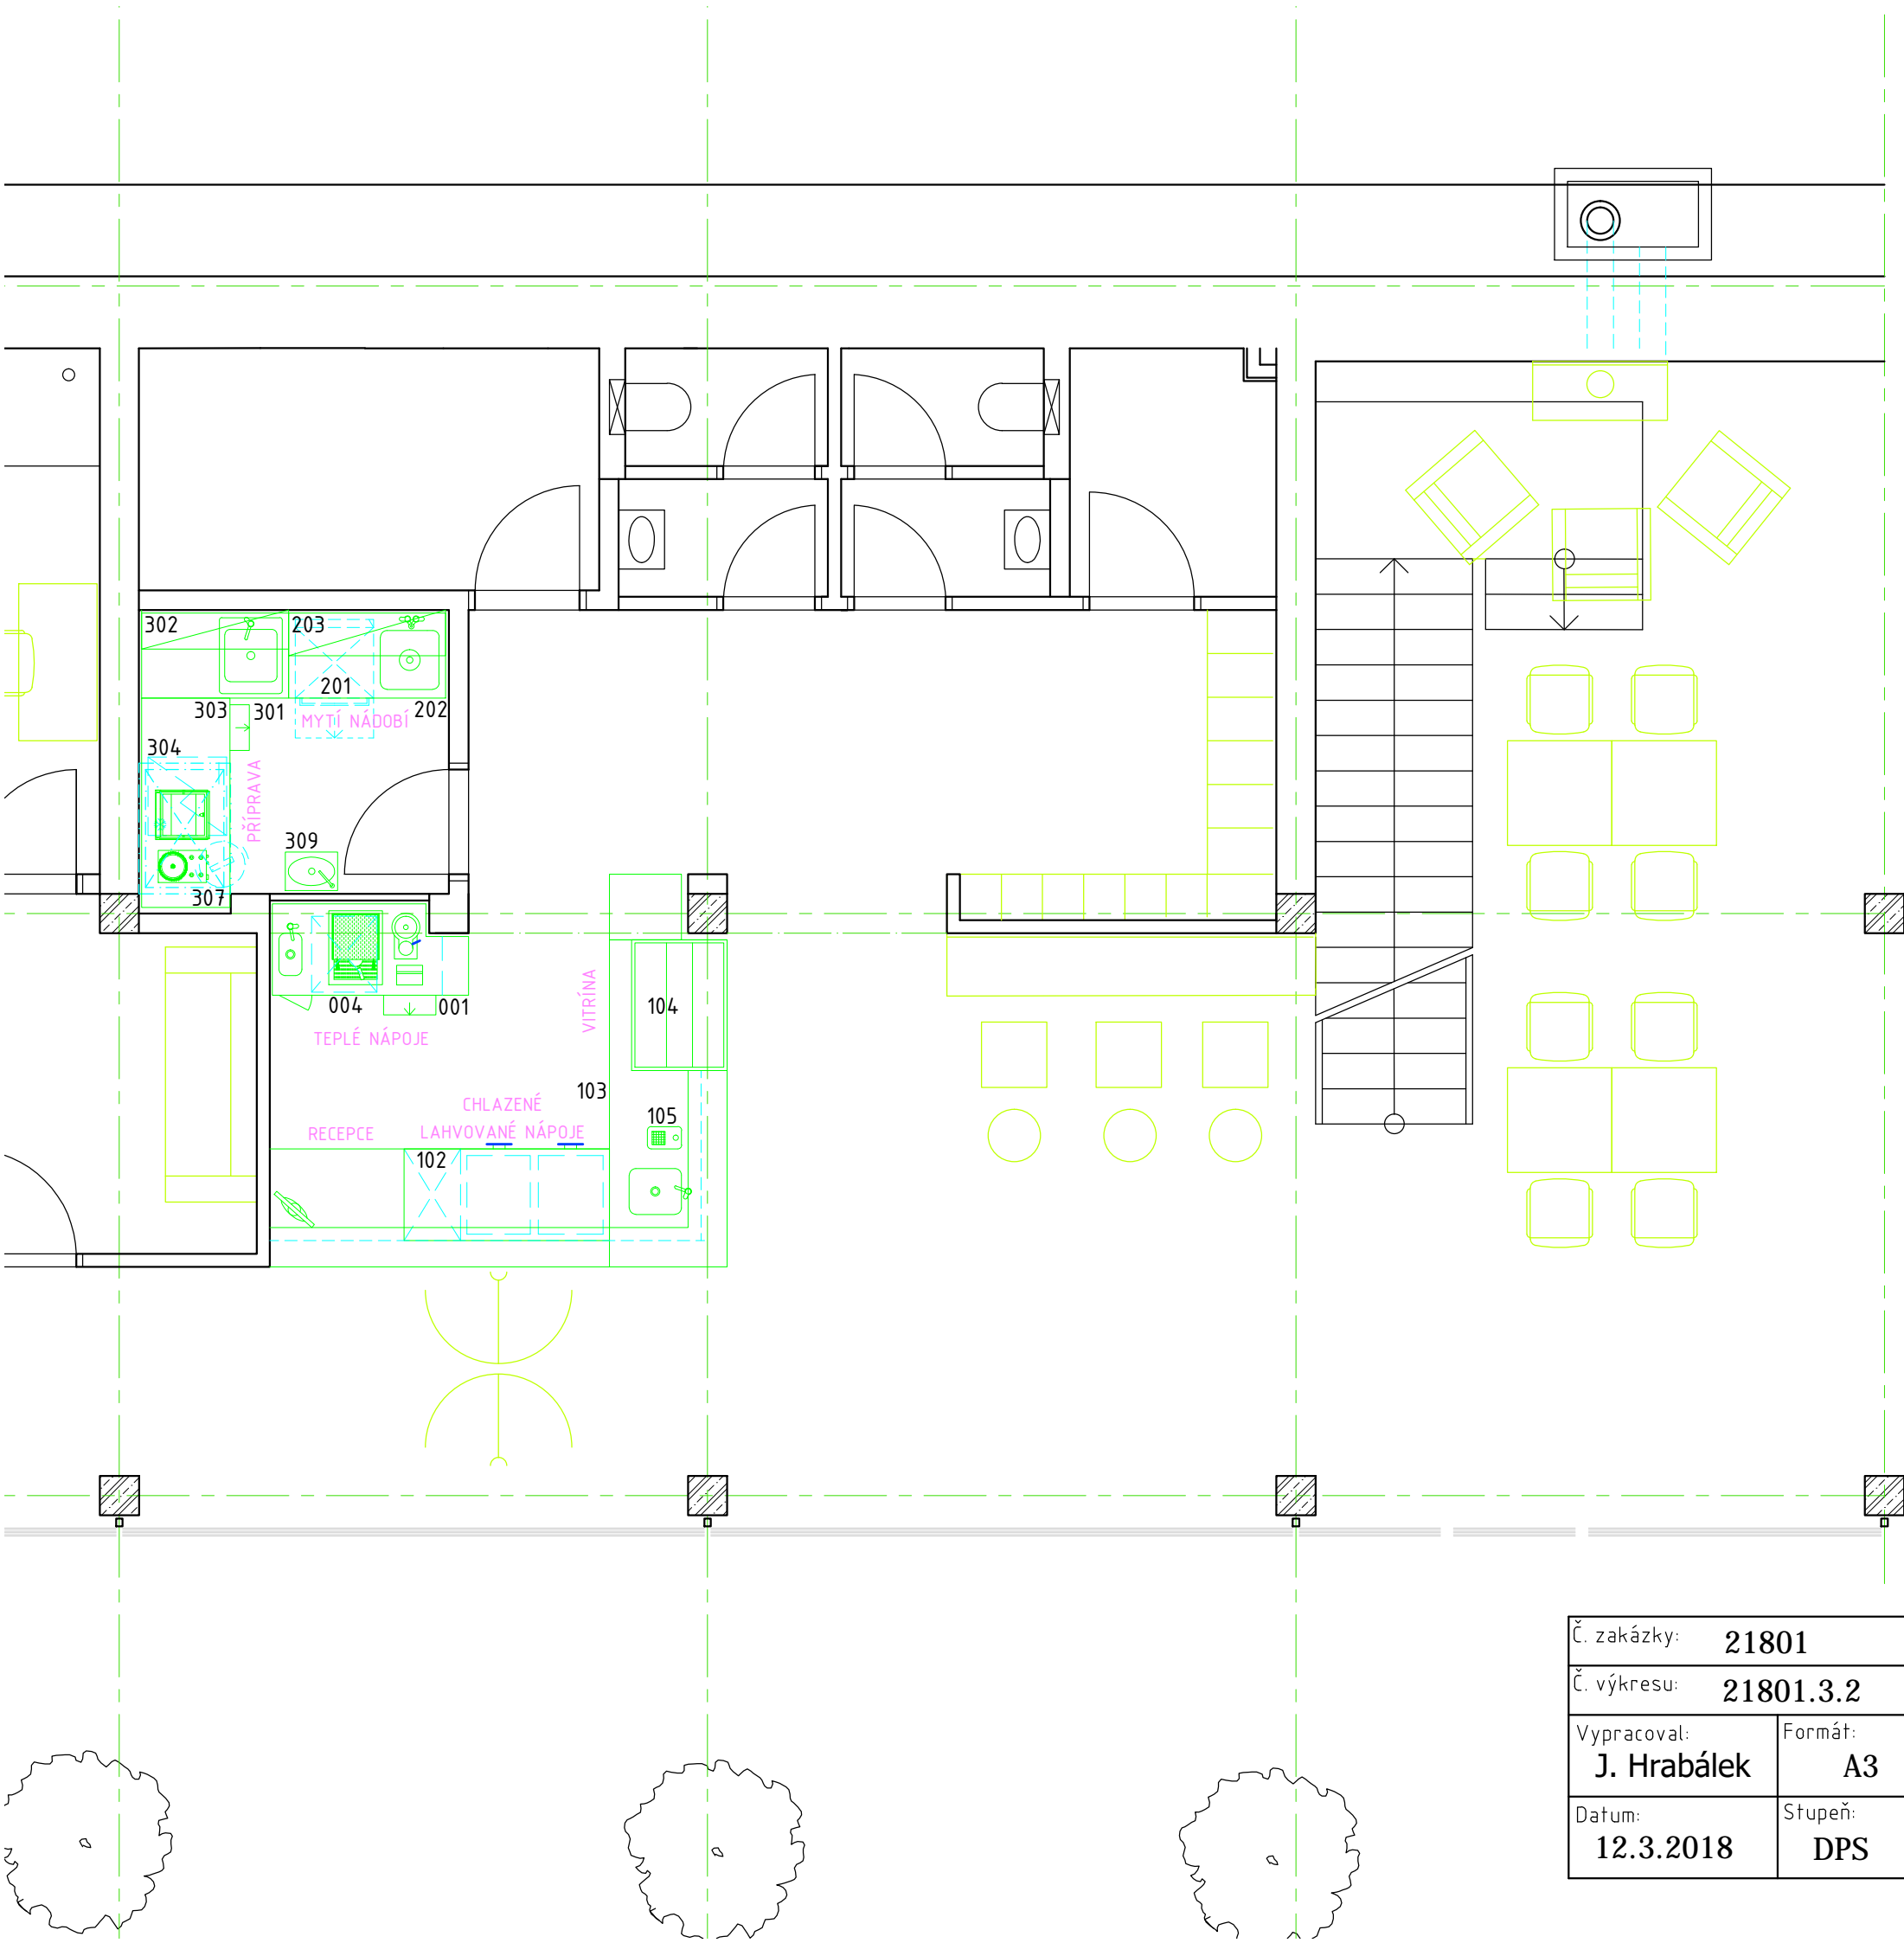 302
203
201
303
301
MYTÍ NÁDOBÍ
202
304
PŘÍPRAVA
309
307
004
001
TEPLÉ NÁPOJE
VITRÍNA
104
103
CHLAZENÉ
LAHVOVANÉ NÁPOJE
105
RECEPCE
102
Č. zakázky: 21801
Č. výkresu: 21801.3.2
Vypracoval: Formát:
J. Hrabálek A3
Datum: Stupeň:
12.3.2018 DPS